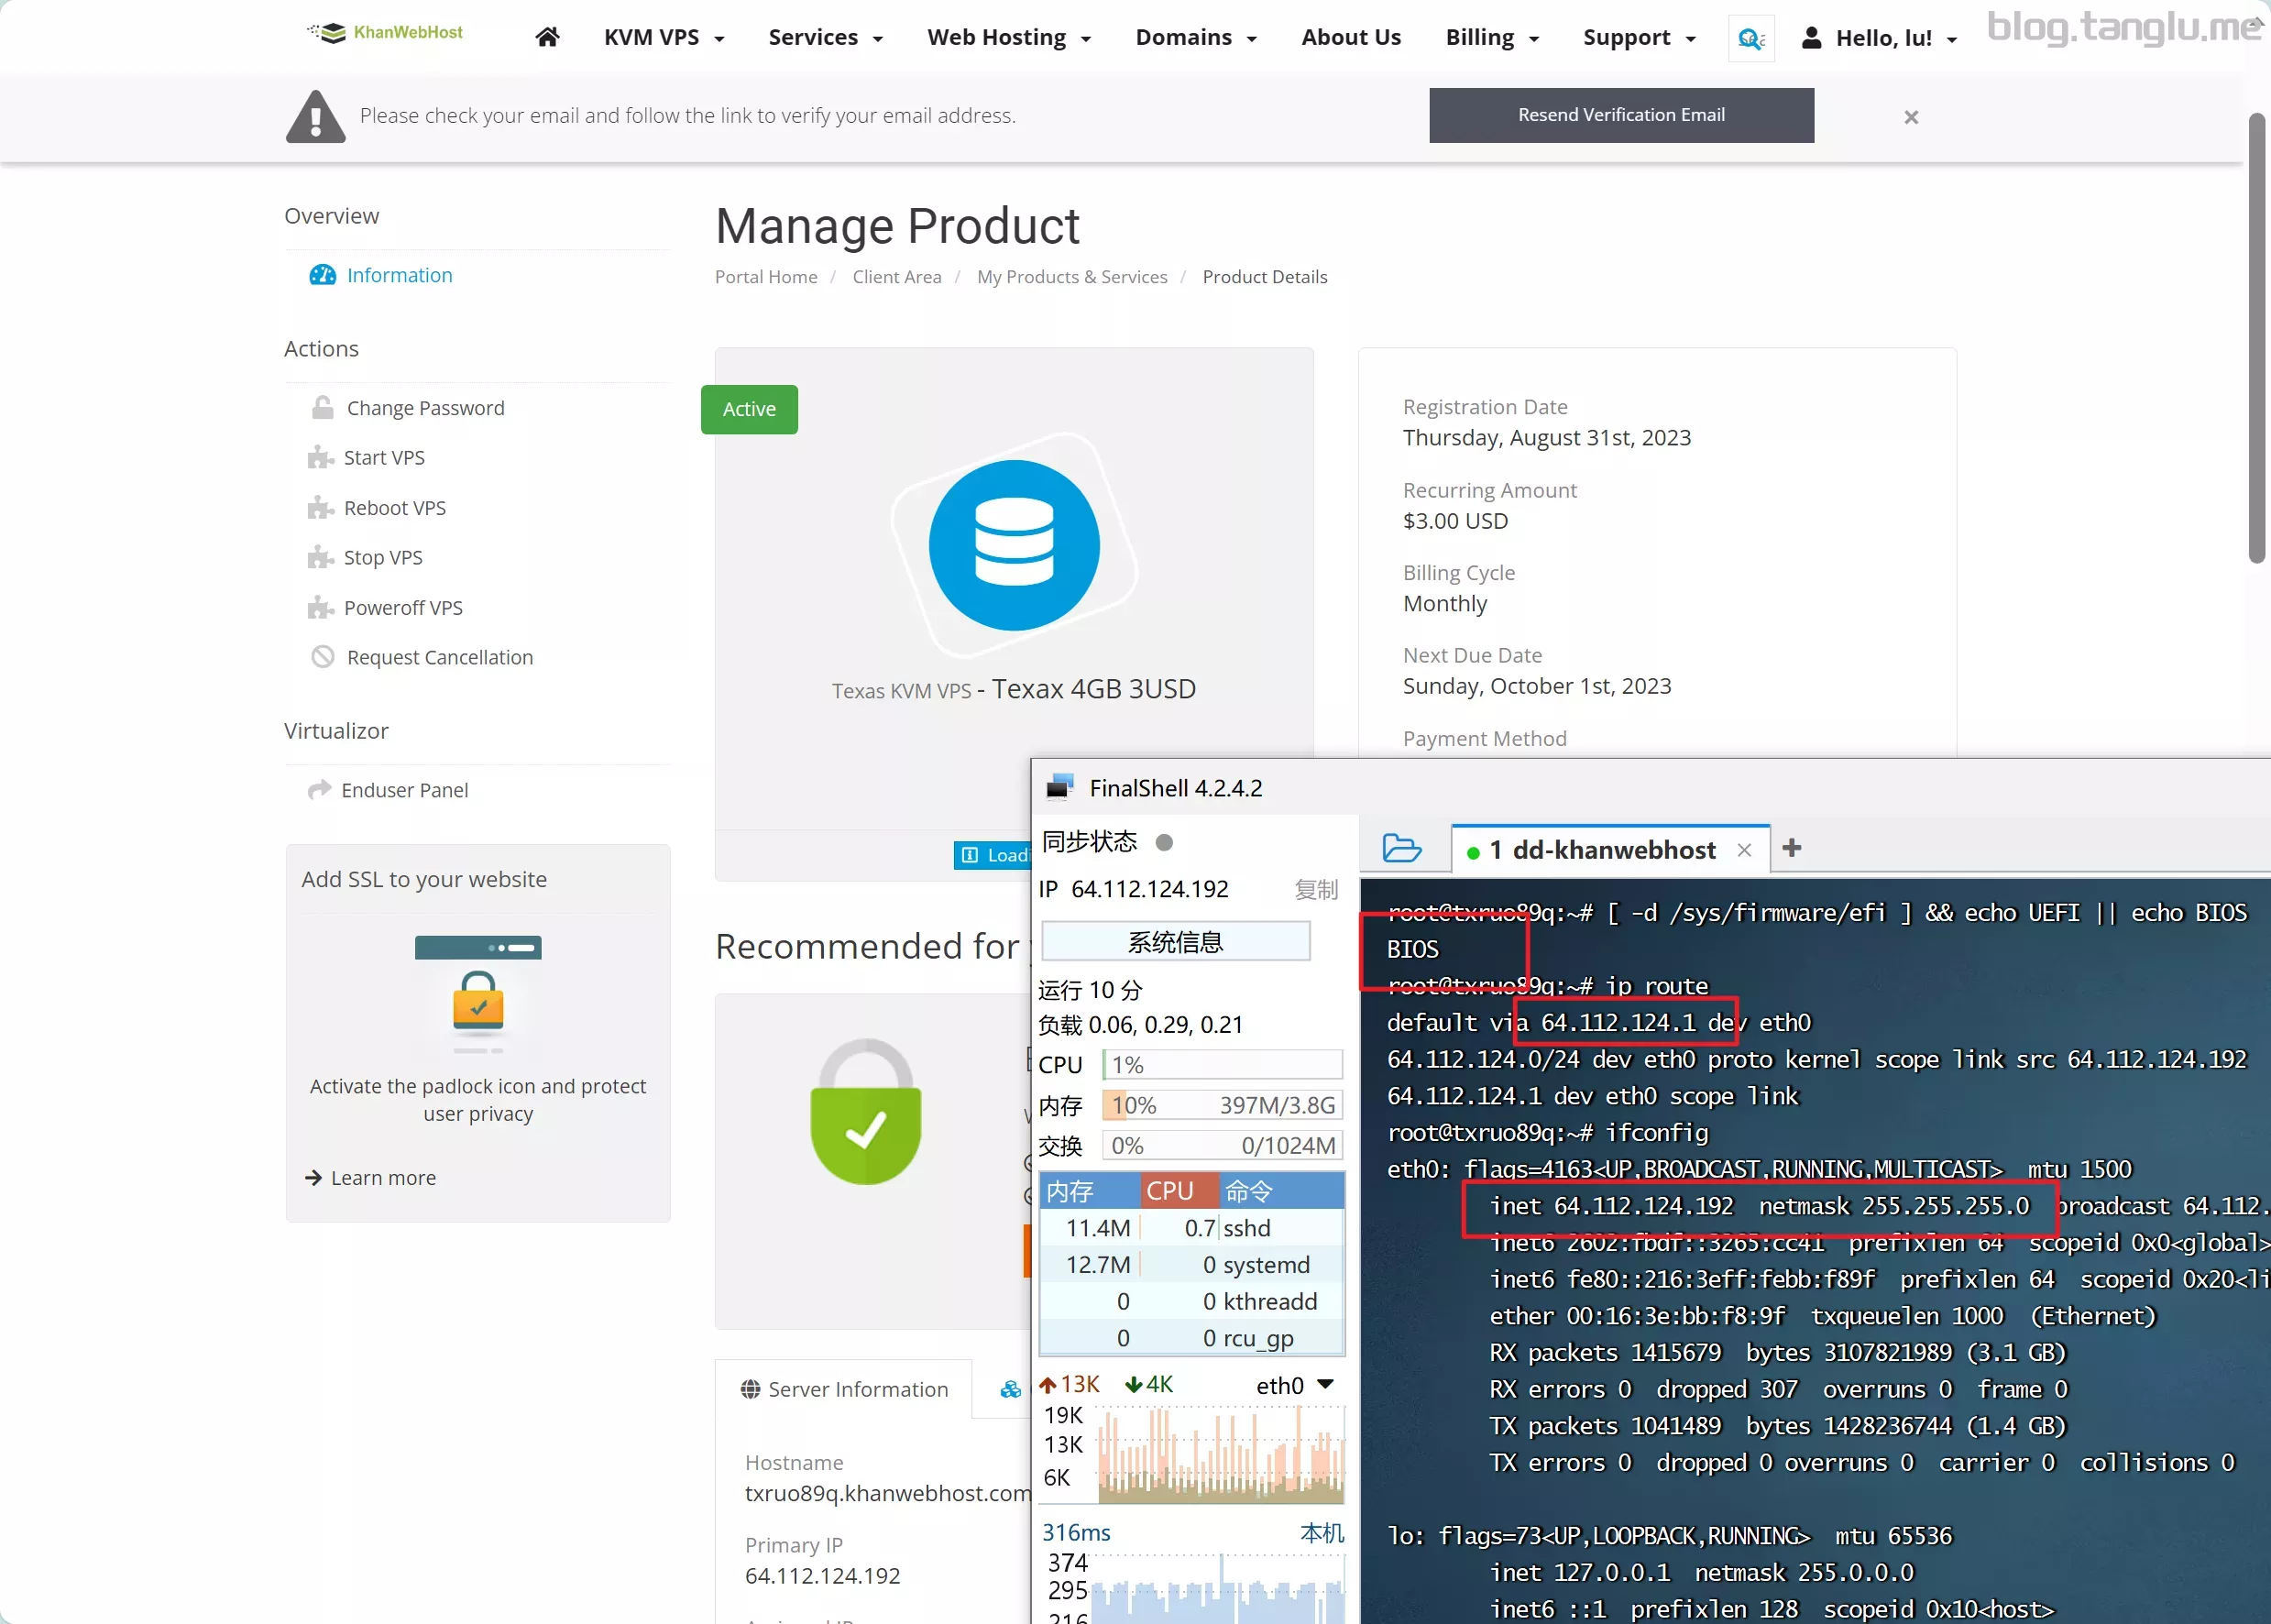 KhanWebHost
KVM VPS
Services
Web Hosting
Domains
About Us
Billing
Support
Hello, lu!
blog.tanglu.me
Please check your email and follow the link to verify your email address.
Resend Verification Email
Overview
Information
Actions
Change Password
Start VPS
Reboot VPS
Stop VPS
Poweroff VPS
Request Cancellation
Virtualizor
Enduser Panel
Add SSL to your website
Activate the padlock icon and protect
user privacy
Learn more
Manage Product
Portal Home / Client Area / My Products & Services / Product Details
Active
Texas KVM VPS - Texax 4GB 3USD
Loadi
Registration Date
Thursday, August 31st, 2023
Recurring Amount
$3.00 USD
Billing Cycle
Monthly
Next Due Date
Sunday, October 1st, 2023
Payment Method
Recommended for
Server Information
Hostname
txruo89q.khanwebhost.com
Primary IP
64.112.124.192
FinalShell 4.2.4.2
同步状态
IP 64.112.124.192 复制
系统信息
运行 10 分
负载 0.06, 0.29, 0.21
CPU 1%
内存 10% 397M/3.8G
交换 0% 0/1024M
内存 CPU 命令
11.4M 0.7 sshd
12.7M 0 systemd
0 0 kthreadd
0 0 rcu_gp
13K 4K eth0
19K
13K
6K
316ms 本机
374
295
216
1 dd-khanwebhost
root@txruo89q:~# [ -d /sys/firmware/efi ] && echo UEFI || echo BIOS
BIOS
root@txruo89q:~# ip route
default via 64.112.124.1 dev eth0
64.112.124.0/24 dev eth0 proto kernel scope link src 64.112.124.192
64.112.124.1 dev eth0 scope link
root@txruo89q:~# ifconfig
eth0: flags=4163<UP,BROADCAST,RUNNING,MULTICAST> mtu 1500
inet 64.112.124.192 netmask 255.255.255.0 broadcast 64.112.
inet6 2602:fbdf::3265:cc41 prefixlen 64 scopeid 0x0<global>
inet6 fe80::216:3eff:febb:f89f prefixlen 64 scopeid 0x20<li
ether 00:16:3e:bb:f8:9f txqueuelen 1000 (Ethernet)
RX packets 1415679 bytes 3107821989 (3.1 GB)
RX errors 0 dropped 307 overruns 0 frame 0
TX packets 1041489 bytes 1428236744 (1.4 GB)
TX errors 0 dropped 0 overruns 0 carrier 0 collisions 0
lo: flags=73<UP,LOOPBACK,RUNNING> mtu 65536
inet 127.0.0.1 netmask 255.0.0.0
inet6 ::1 prefixlen 128 scopeid 0x10<host>